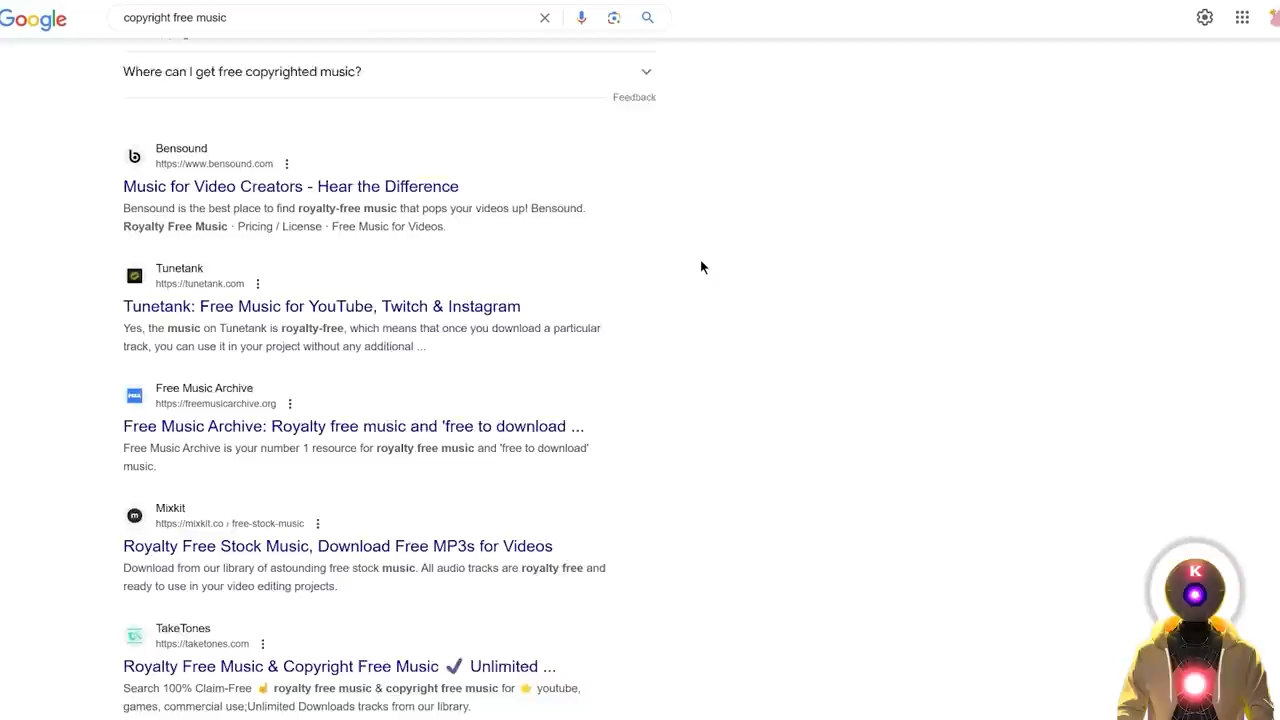 Google
copyright free music
Where can I get free copyrighted music?
Feedback
Bensound
https://www.bensound.com
Music for Video Creators - Hear the Difference
Bensound is the best place to find royalty-free music that pops your videos up! Bensound.
Royalty Free Music · Pricing / License · Free Music for Videos.
Tunetank
https://tunetank.com
Tunetank: Free Music for YouTube, Twitch & Instagram
Yes, the music on Tunetank is royalty-free, which means that once you download a particular
track, you can use it in your project without any additional ...
Free Music Archive
https://freemusicarchive.org
Free Music Archive: Royalty free music and 'free to download ...
Free Music Archive is your number 1 resource for royalty free music and 'free to download'
music.
Mixkit
https://mixkit.co › free-stock-music
Royalty Free Stock Music, Download Free MP3s for Videos
Download from our library of astounding free stock music. All audio tracks are royalty free and
ready to use in your video editing projects.
TakeTones
https://taketones.com
Royalty Free Music & Copyright Free Music ✔ Unlimited ...
Search 100% Claim-Free ☝ royalty free music & copyright free music for ⭐ youtube,
games, commercial use;Unlimited Downloads tracks from our library.
K